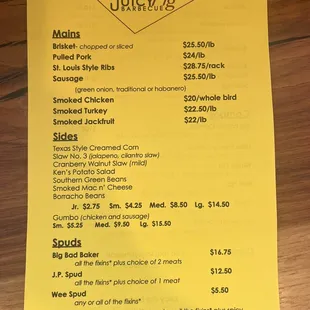 Juicy Pig
BARBECUE
Mains
Brisket- chopped or sliced $25.50/lb
Pulled Pork $24/lb
St. Louis Style Ribs $28.75/rack
Sausage $25.50/lb
(green onion, traditional or habanero)
Smoked Chicken $20/whole bird
Smoked Turkey $22.50/lb
Smoked Jackfruit $22/lb
Sides
Texas Style Creamed Corn
Slaw No. 3 (jalapeno, cilantro slaw)
Cranberry Walnut Slaw (mild)
Ken's Potato Salad
Southern Green Beans
Smoked Mac n' Cheese
Borracho Beans
Jr. $2.75 Sm. $4.25 Med. $8.50 Lg. $14.50
Gumbo (chicken and sausage)
Sm. $5.25 Med. $9.50 Lg. $15.50
Spuds
Big Bad Baker $16.75
all the fixins* plus choice of 2 meats
J.P. Spud $12.50
all the fixins* plus choice of 1 meat
Wee Spud $5.50
any or all of the fixins*